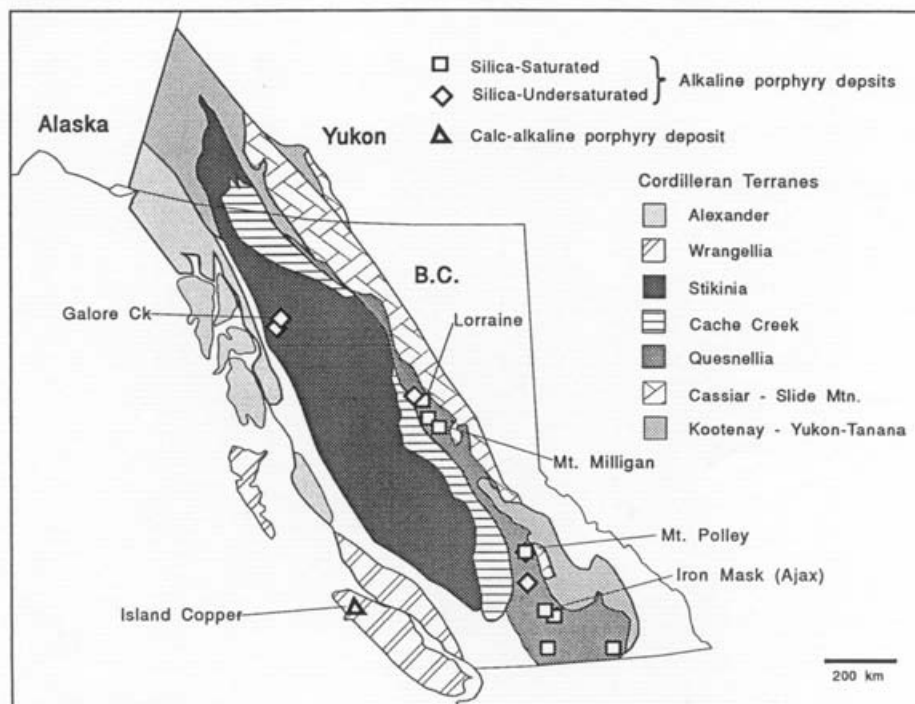 Silica-Saturated
Silica-Undersaturated
Alkaline porphyry depsits
Calc-alkaline porphyry deposit
Alaska
Yukon
B.C.
Cordilleran Terranes
Alexander
Wrangellia
Stikinia
Cache Creek
Quesnellia
Cassiar - Slide Mtn.
Kootenay - Yukon-Tanana
Galore Ck
Lorraine
Mt. Milligan
Mt. Polley
Iron Mask (Ajax)
Island Copper
200 km